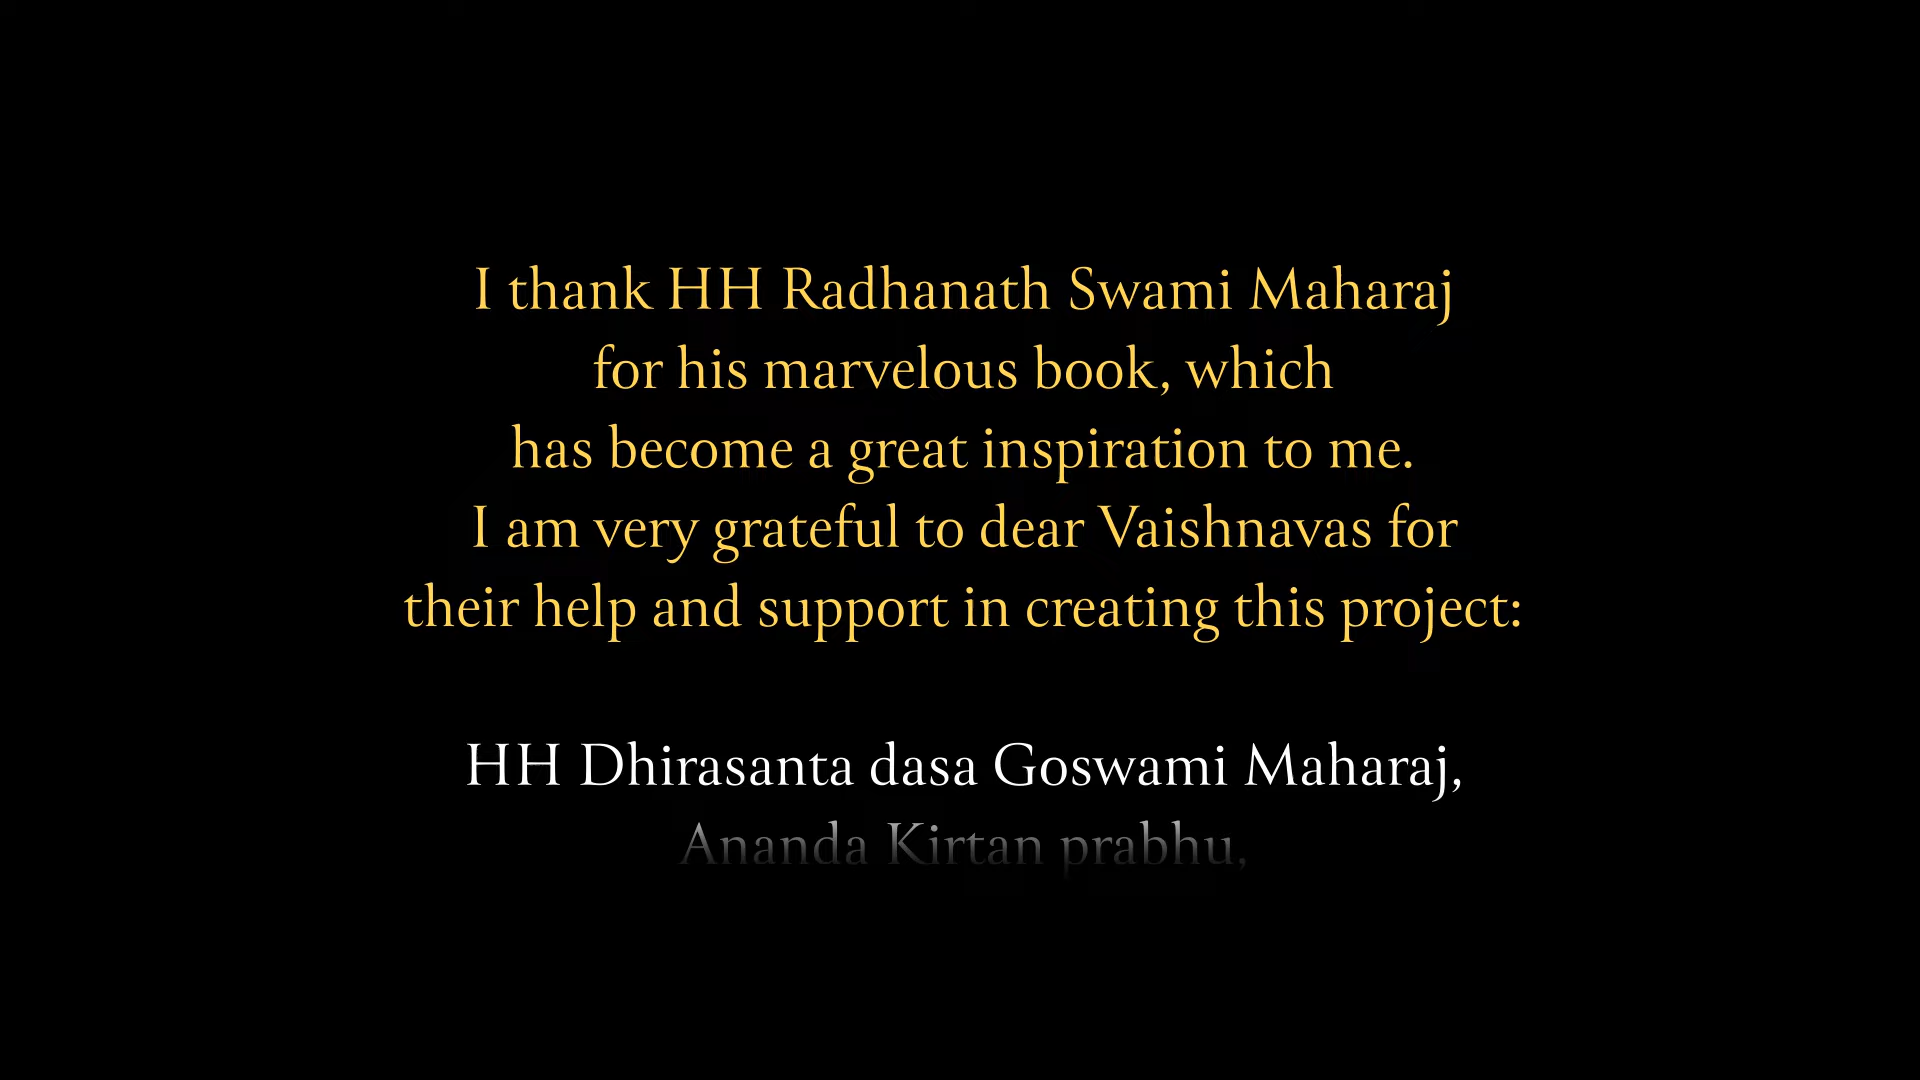 I thank HH Radhanath Swami Maharaj
for his marvelous book, which
has become a great inspiration to me.
I am very grateful to dear Vaishnavas for
their help and support in creating this project:
HH Dhirasanta dasa Goswami Maharaj,
Ananda Kirtan prabhu,